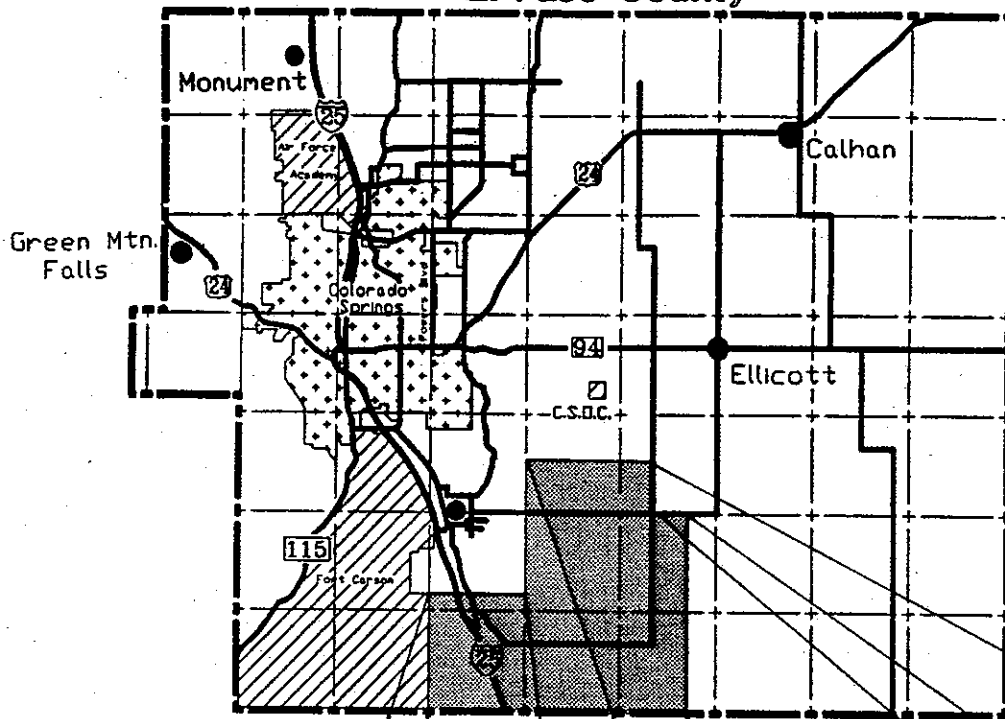 Monument
25
Air Force
Academy
Calhan
24
Green Mtn.
Falls
24
Colorado
Springs
Powers Blvd
94
Ellicott
C.S.O.C.
115
Fort Carson
25